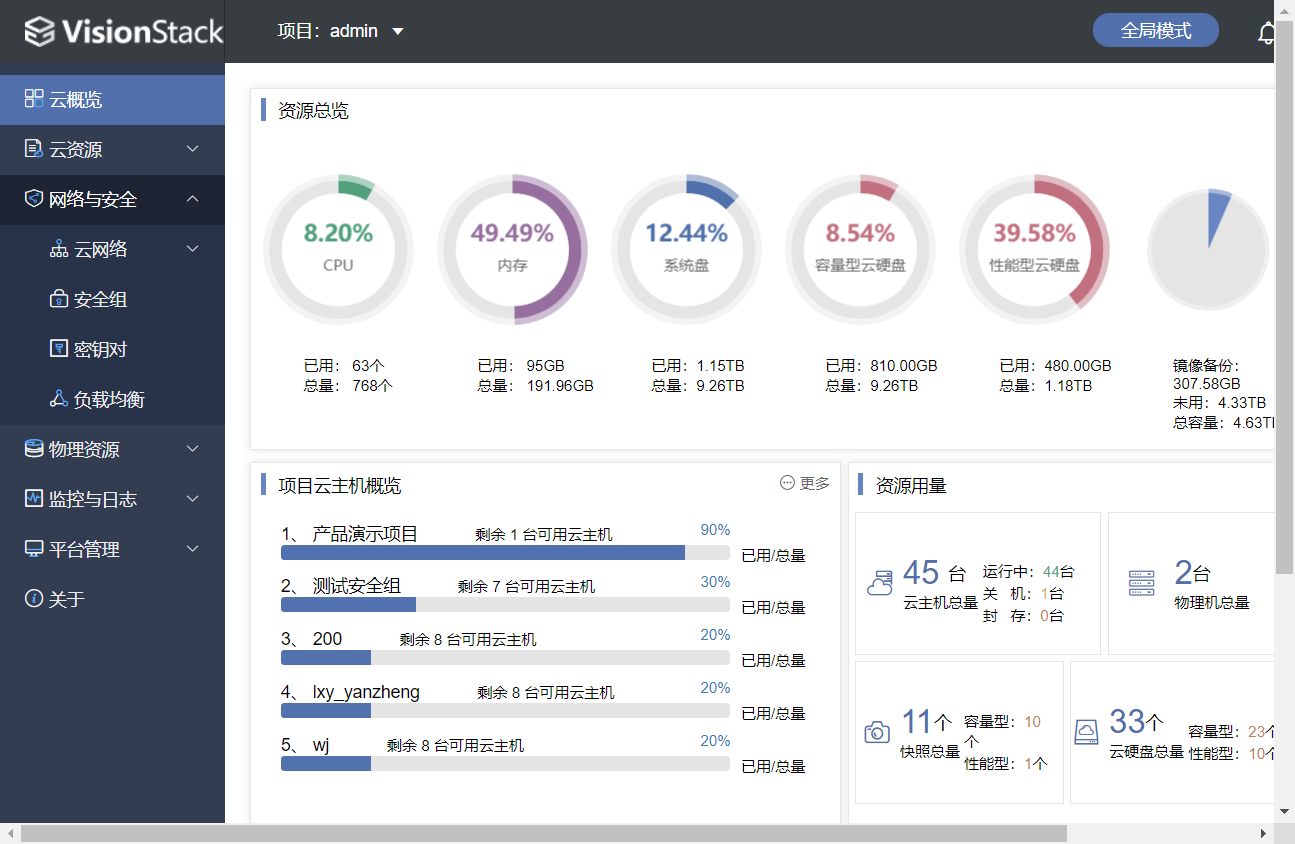 VisionStack
项目：admin
全局模式
云概览
云资源
网络与安全
云网络
安全组
密钥对
负载均衡
物理资源
监控与日志
平台管理
关于
资源总览
8.20%
CPU
已用： 63个
总量： 768个
49.49%
内存
已用： 95GB
总量： 191.96GB
12.44%
系统盘
已用： 1.15TB
总量： 9.26TB
8.54%
容量型云硬盘
已用： 810.00GB
总量： 9.26TB
39.58%
性能型云硬盘
已用： 480.00GB
总量： 1.18TB
镜像备份：
307.58GB
未用： 4.33TB
总容量： 4.63T
项目云主机概览
更多
1、 产品演示项目 剩余 1 台可用云主机 90%
已用/总量
2、 测试安全组 剩余 7 台可用云主机 30%
已用/总量
3、 200 剩余 8 台可用云主机 20%
已用/总量
4、 lxy_yanzheng 剩余 8 台可用云主机 20%
已用/总量
5、 wj 剩余 8 台可用云主机 20%
已用/总量
资源用量
45 台
云主机总量
运行中： 44台
关 机： 1台
封 存： 0台
2台
物理机总量
11个
快照总量
容量型： 10
个
性能型： 1个
33个
云硬盘总量
容量型： 23个
性能型： 10个